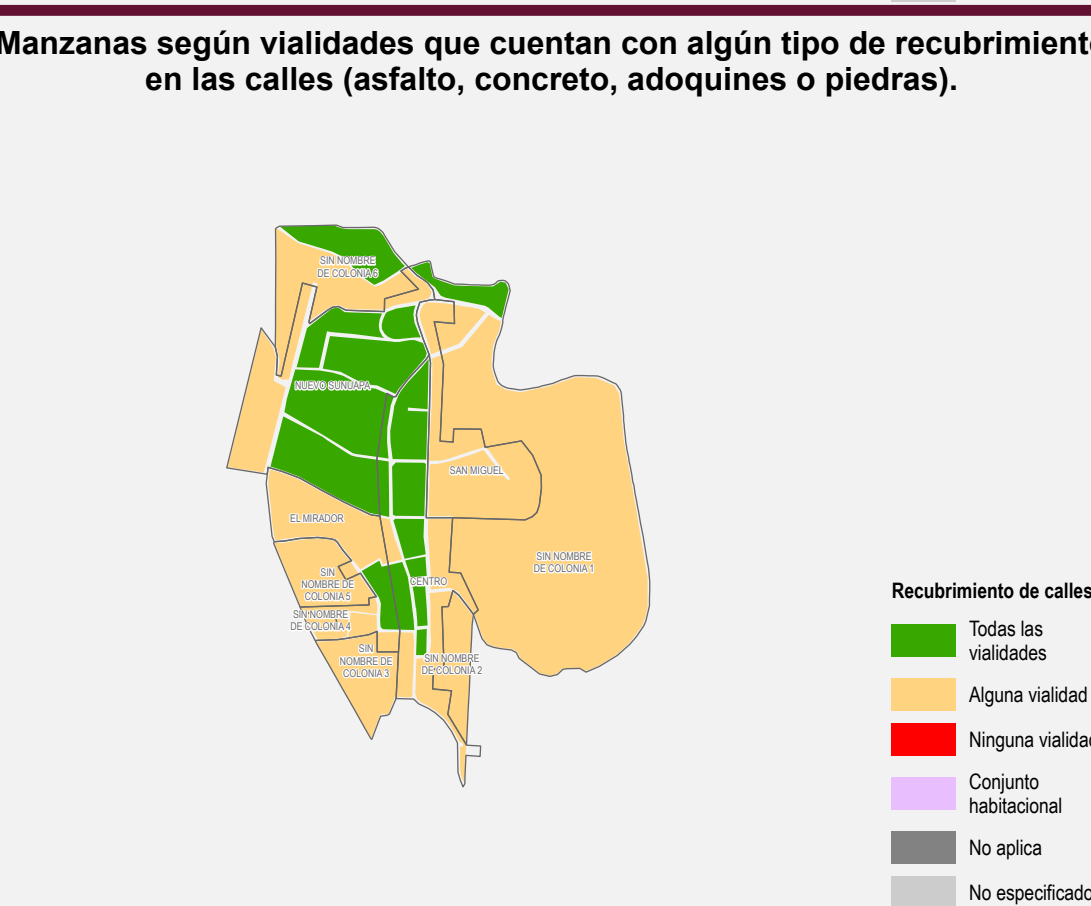 Manzanas según vialidades que cuentan con algún tipo de recubrimiento
en las calles (asfalto, concreto, adoquines o piedras).
SIN NOMBRE
DE COLONIA 6
NUEVO SUNUAPA
SAN MIGUEL
EL MIRADOR
SIN NOMBRE
DE COLONIA 1
SIN
NOMBRE DE
COLONIA 5
CENTRO
SIN NOMBRE
DE COLONIA 4
SIN
NOMBRE DE
COLONIA 3
SIN NOMBRE
DE COLONIA 2
Recubrimiento de calles
Todas las
vialidades
Alguna vialidad
Ninguna vialidad
Conjunto
habitacional
No aplica
No especificado